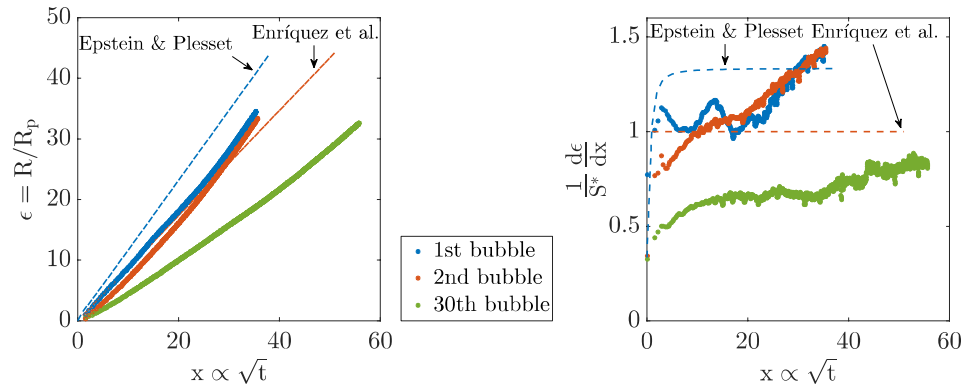 50
40
30
20
10
0
0
20
40
60
ϵ = R/Rₚ
x ∝ √t
Epstein & Plesset
Enríquez et al.
1st bubble
2nd bubble
30th bubble
1.5
1
0.5
0
0
20
40
60
1/S* dϵ/dx
x ∝ √t
Epstein & Plesset
Enríquez et al.